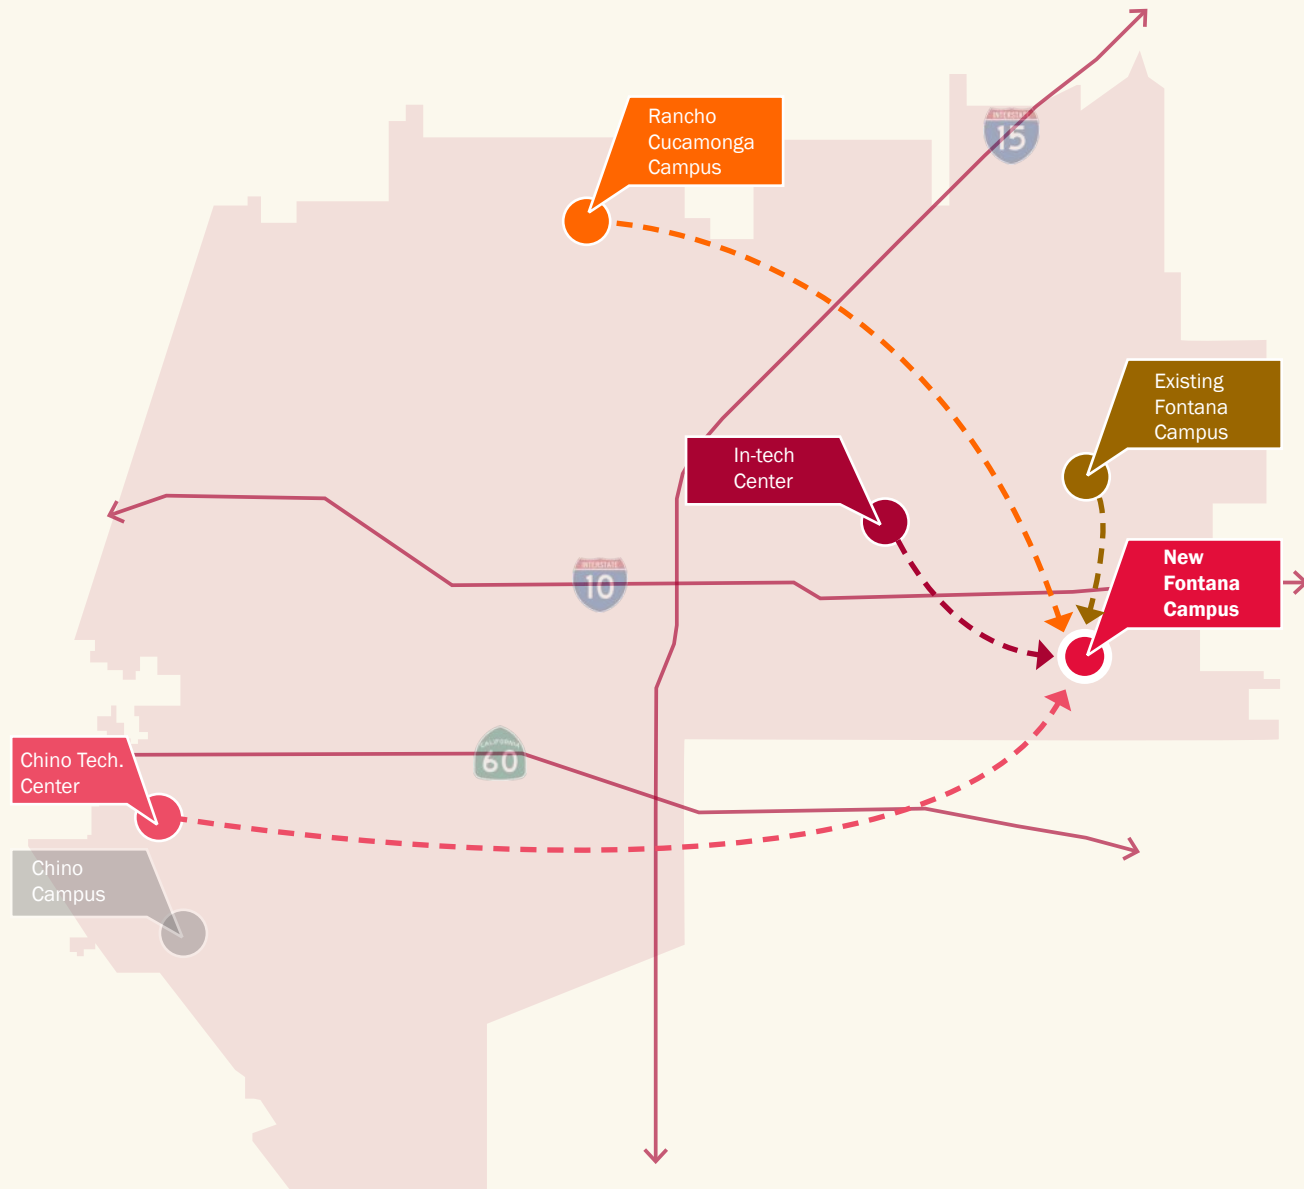 Rancho
Cucamonga
Campus
INTERSTATE
15
Existing
Fontana
Campus
In-tech
Center
New
Fontana
Campus
INTERSTATE
10
CALIFORNIA
60
Chino Tech.
Center
Chino
Campus